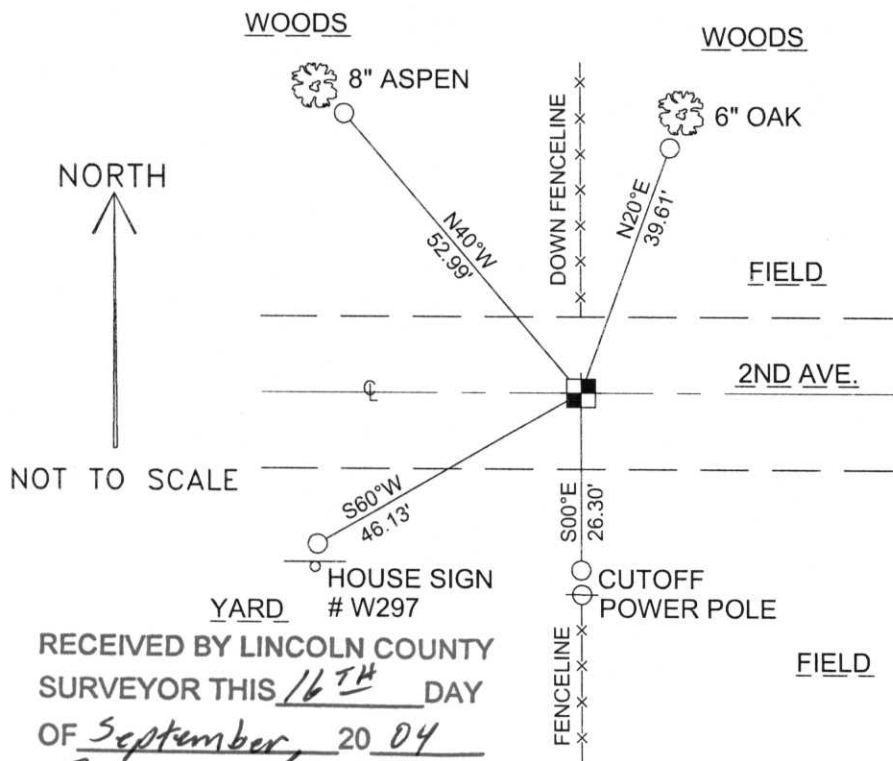 WOODS
WOODS
8" ASPEN
6" OAK
NORTH
DOWN FENCELINE
N40°W
52.99'
N20°E
39.61'
FIELD
2ND AVE.
℄
NOT TO SCALE
S60°W
46.13'
S00°E
26.30'
HOUSE SIGN
# W297
CUTOFF
POWER POLE
YARD
FENCELINE
FIELD
RECEIVED BY LINCOLN COUNTY
SURVEYOR THIS 16TH DAY
OF September, 20 04